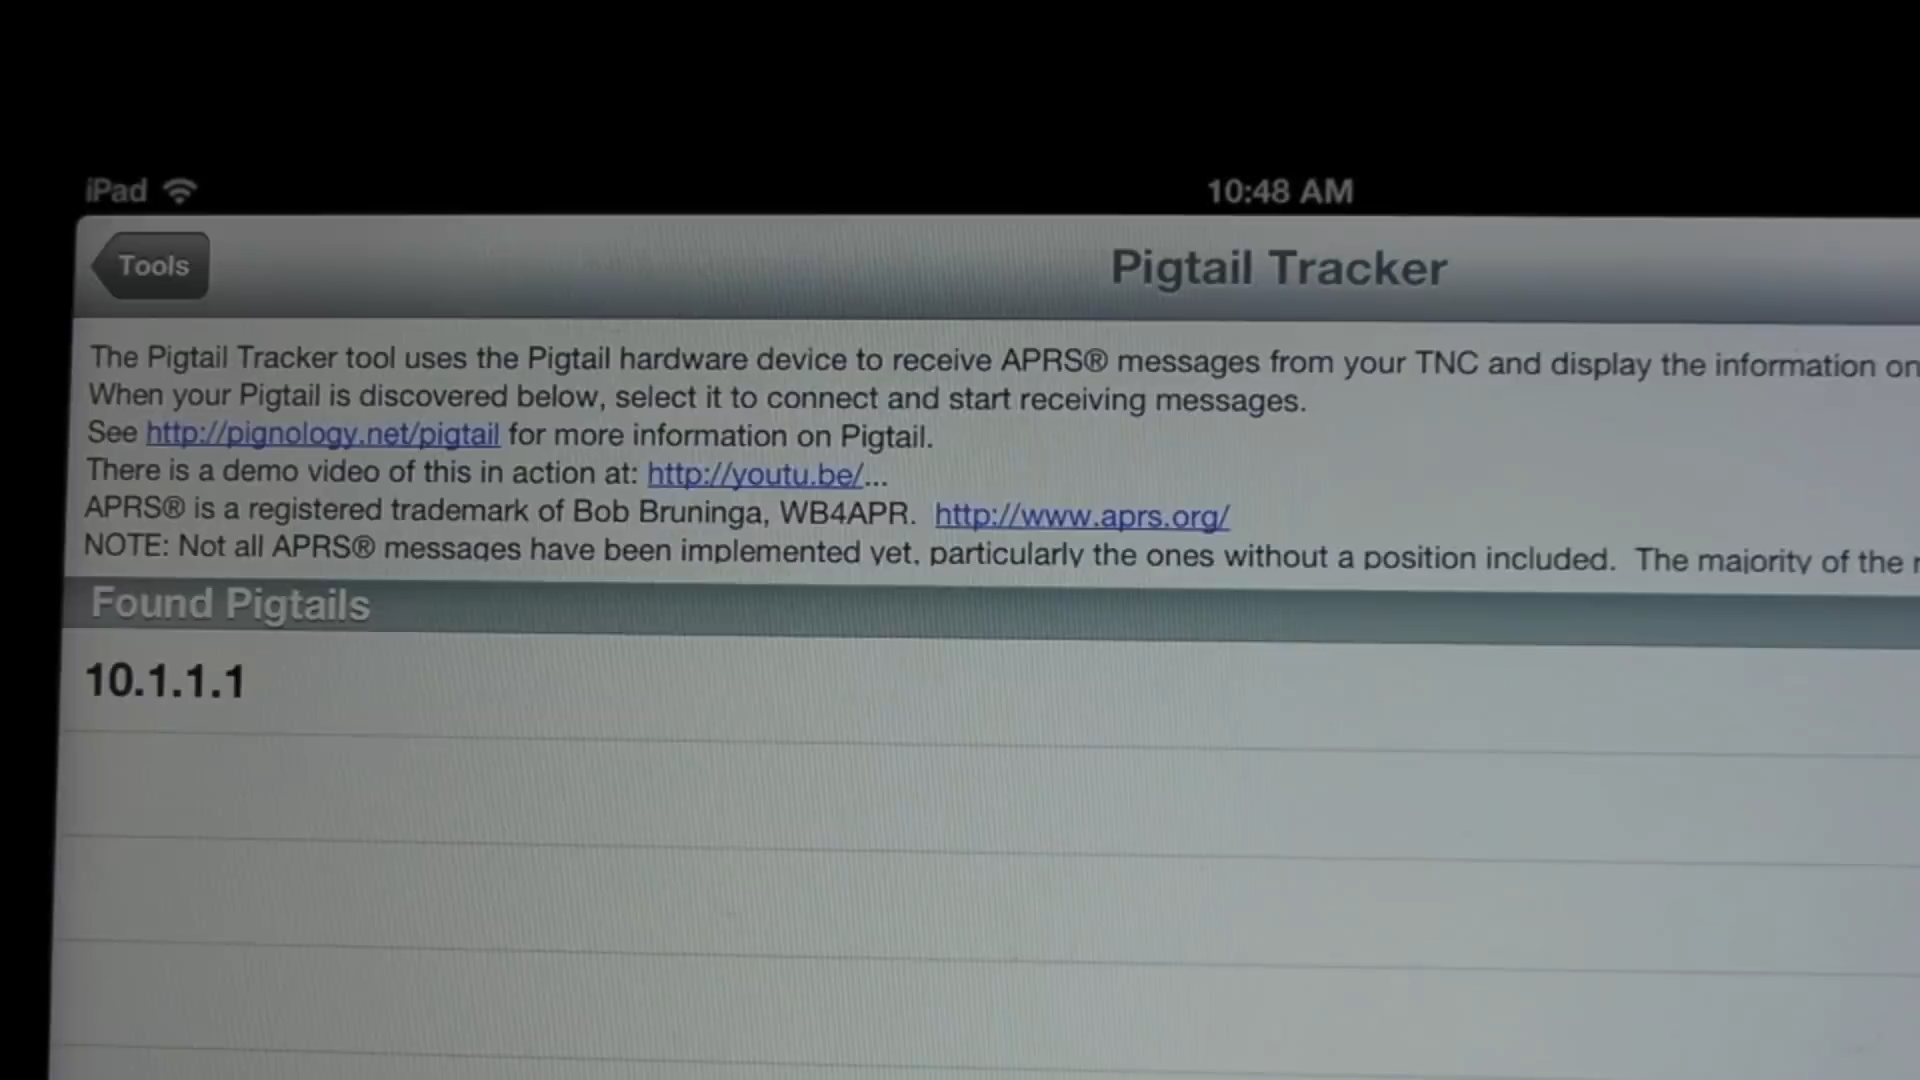 iPad
10:48 AM
Tools
Pigtail Tracker
The Pigtail Tracker tool uses the Pigtail hardware device to receive APRS® messages from your TNC and display the information on
When your Pigtail is discovered below, select it to connect and start receiving messages.
See http://pignology.net/pigtail for more information on Pigtail.
There is a demo video of this in action at: http://youtu.be/...
APRS® is a registered trademark of Bob Bruninga, WB4APR. http://www.aprs.org/
NOTE: Not all APRS® messages have been implemented yet, particularly the ones without a position included. The majority of the
Found Pigtails
10.1.1.1